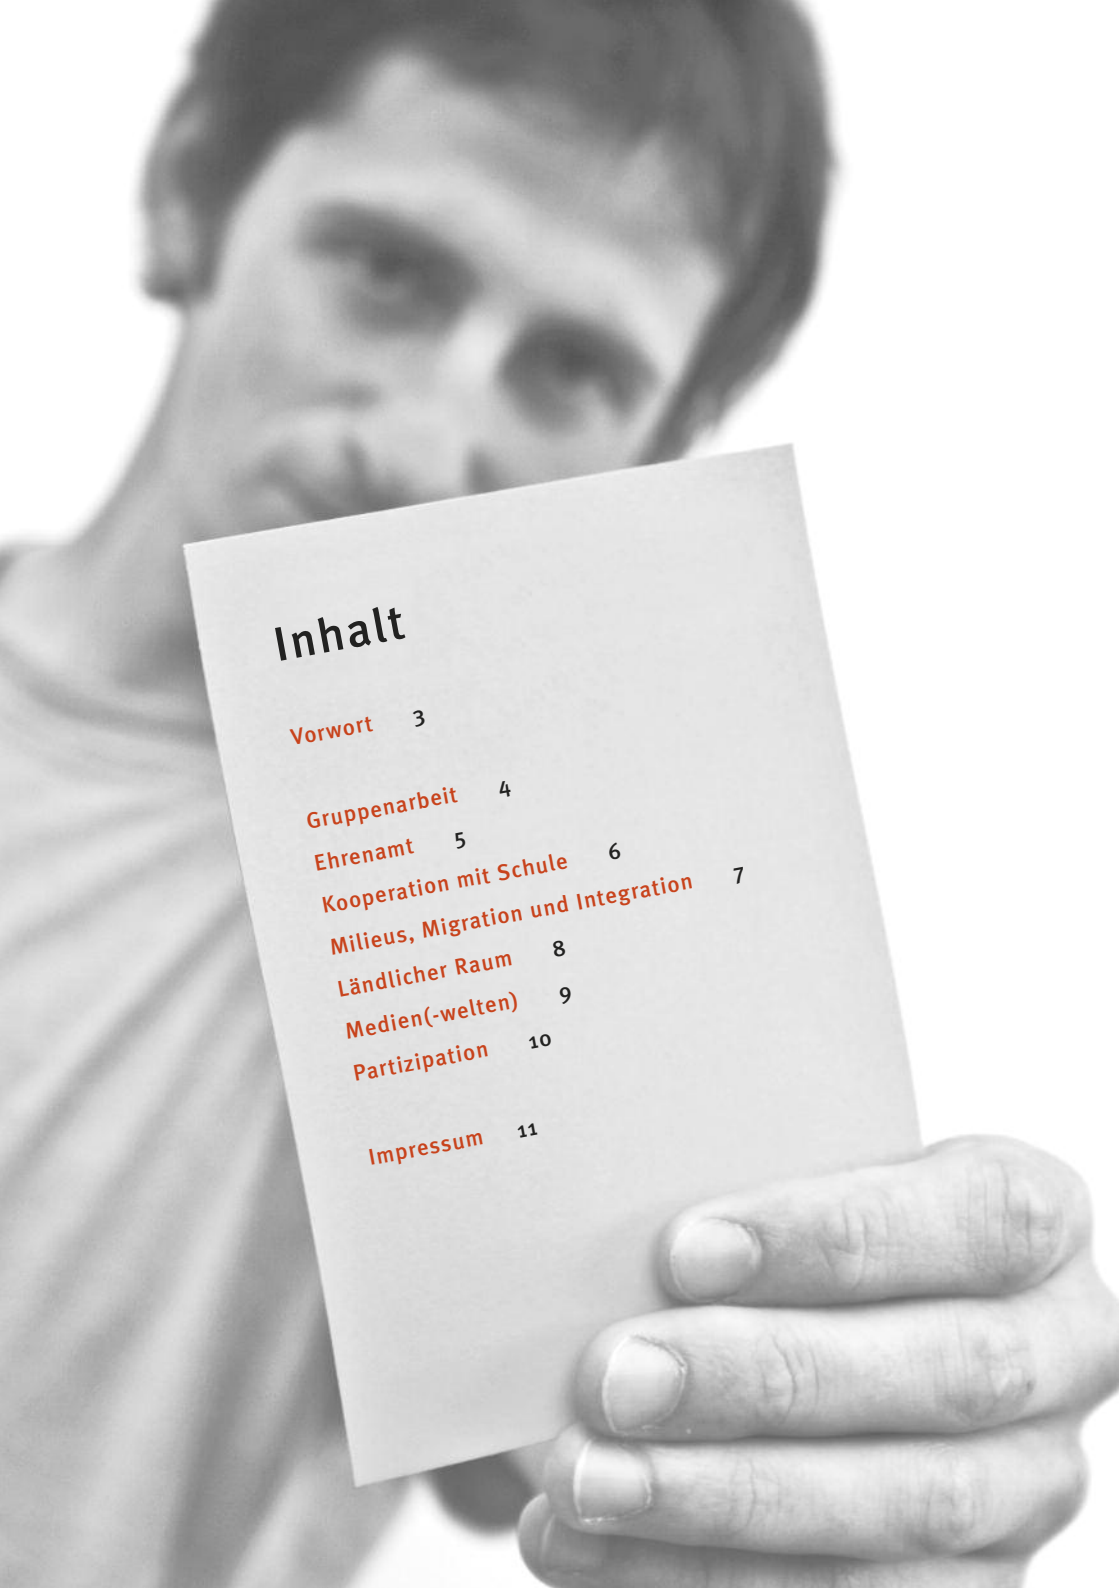 Inhalt
Vorwort 3
Gruppenarbeit 4
Ehrenamt 5
Kooperation mit Schule 6
Milieus, Migration und Integration 7
Ländlicher Raum 8
Medien(-welten) 9
Partizipation 10
Impressum 11